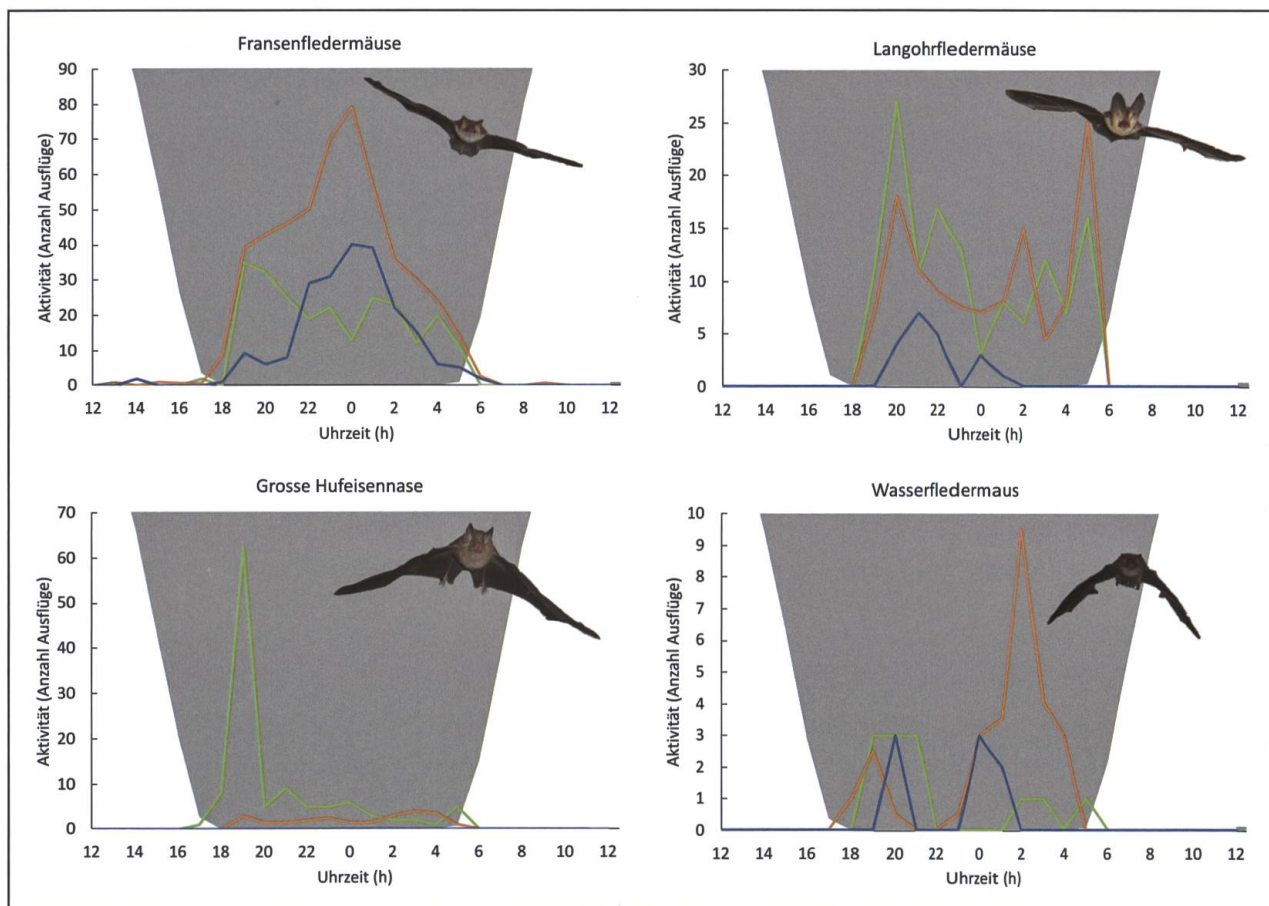 Fransenfledermäuse
Aktivität (Anzahl Ausflüge)
90
80
70
60
50
40
30
20
10
0
12 14 16 18 20 22 0 2 4 6 8 10 12
Uhrzeit (h)
Langohrfledermäuse
Aktivität (Anzahl Ausflüge)
30
25
20
15
10
5
0
12 14 16 18 20 22 0 2 4 6 8 10 12
Uhrzeit (h)
Grosse Hufeisennase
Aktivität (Anzahl Ausflüge)
70
60
50
40
30
20
10
0
12 14 16 18 20 22 0 2 4 6 8 10 12
Uhrzeit (h)
Wasserfledermaus
Aktivität (Anzahl Ausflüge)
10
9
8
7
6
5
4
3
2
1
0
12 14 16 18 20 22 0 2 4 6 8 10 12
Uhrzeit (h)